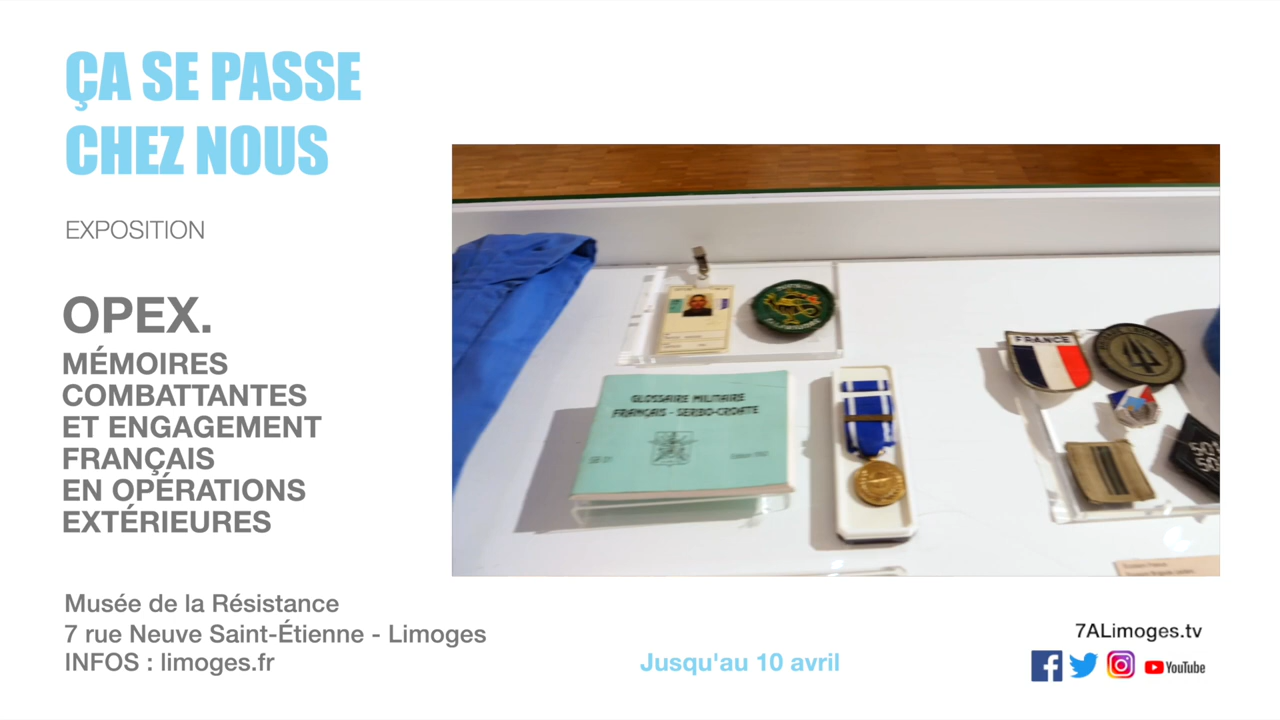 ÇA SE PASSE
CHEZ NOUS
EXPOSITION
OPEX.
MÉMOIRES
COMBATTANTES
ET ENGAGEMENT
FRANÇAIS
EN OPÉRATIONS
EXTÉRIEURES
Musée de la Résistance
7 rue Neuve Saint-Étienne - Limoges
INFOS : limoges.fr
GLOSSAIRE MILITAIRE
FRANÇAIS - SERBO-CROATE
FRANCE
Jusqu'au 10 avril
7ALimoges.tv
YouTube